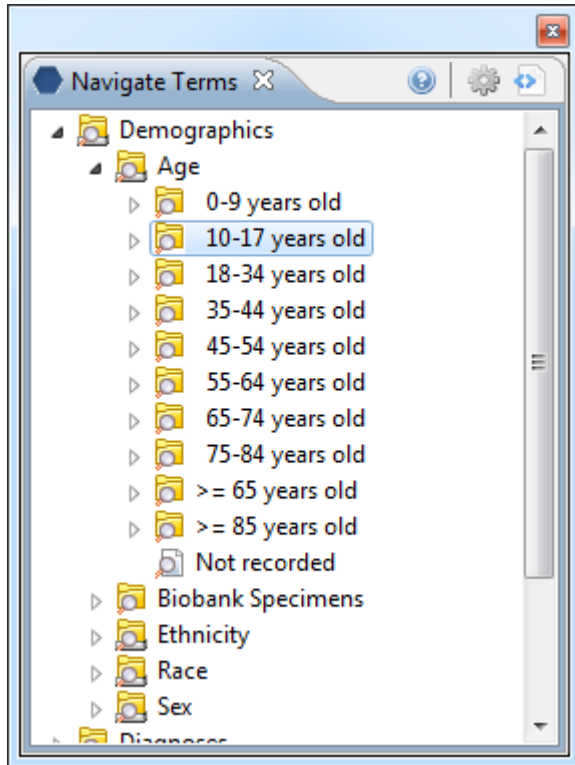 Navigate Terms
Demographics
Age
0-9 years old
10-17 years old
18-34 years old
35-44 years old
45-54 years old
55-64 years old
65-74 years old
75-84 years old
>= 65 years old
>= 85 years old
Not recorded
Biobank Specimens
Ethnicity
Race
Sex
Diagnoses